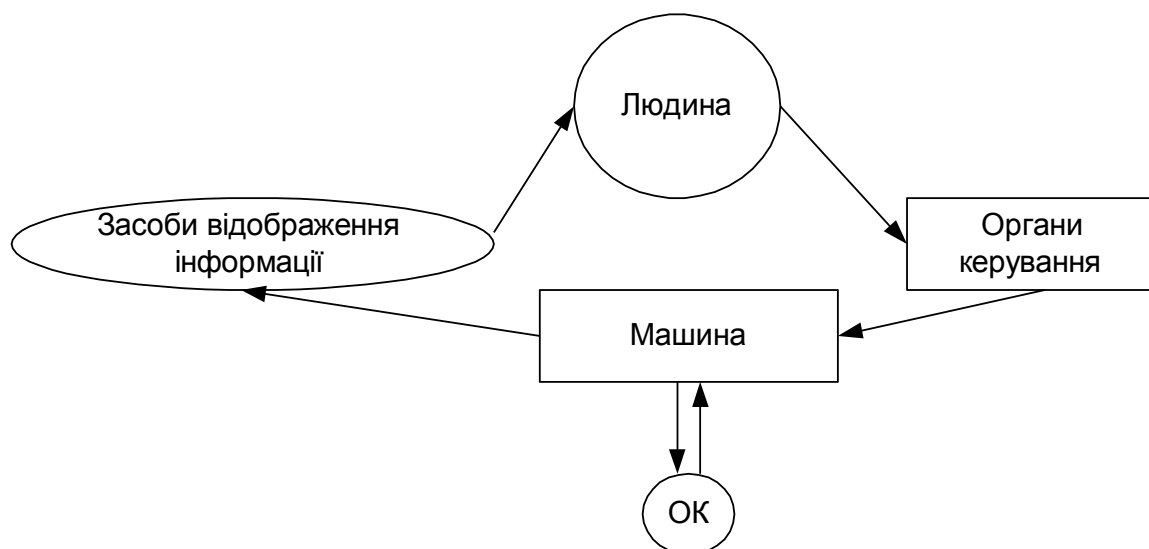 Людина
Засоби відображення
інформації
Органи
керування
Машина
ОК